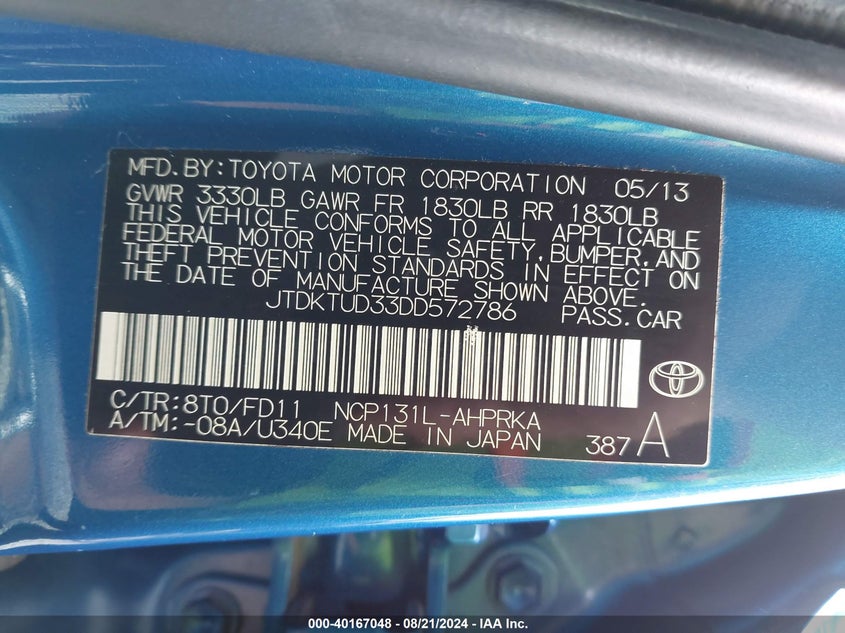 MFD.BY:TOYOTA MOTOR CORPORATION 05/13
GVWR 3330LB GAWR FR 1830LB RR 1830LB
THIS VEHICLE CONFORMS TO ALL APPLICABLE
FEDERAL MOTOR VEHICLE SAFETY,BUMPER,AND
THEFT PREVENTION STANDARDS IN EFFECT ON
THE DATE OF MANUFACTURE SHOWN ABOVE.
JTDKTUD33DD572786 PASS.CAR
C/TR:8T0/FD11 NCP131L-AHPRKA
A/TM:-08A/U340E MADE IN JAPAN 387A
000-40167048 - 08/21/2024 - IAA, Inc.